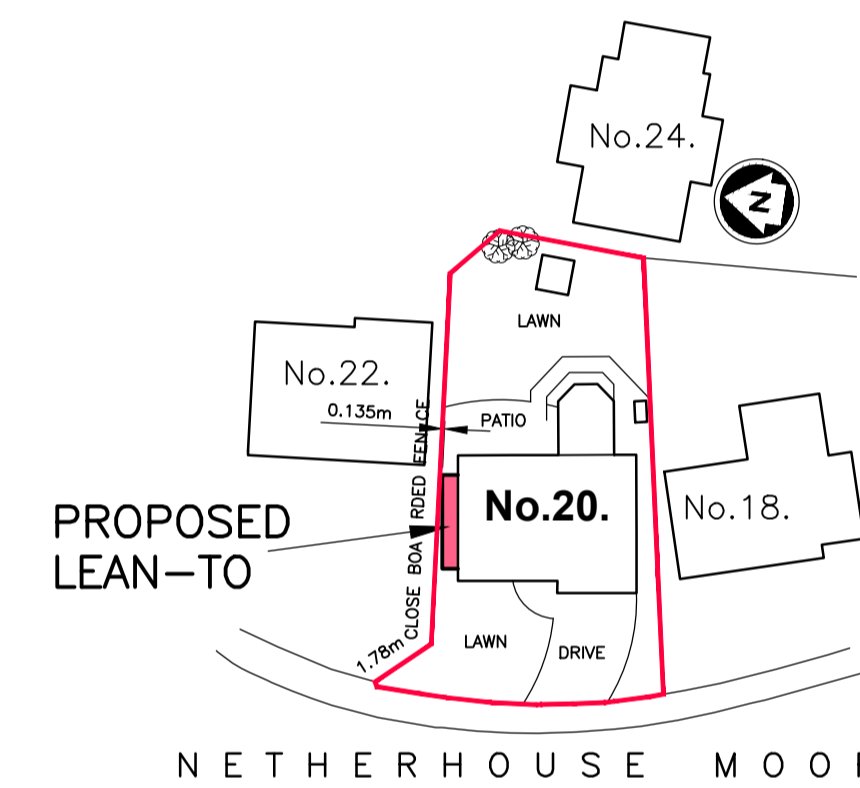 No.24.
N
LAWN
No.22.
0.135m
PATIO
1.78m CLOSE BOARDED FENCE
No.20.
No.18.
PROPOSED
LEAN-TO
LAWN
DRIVE
NETHERHOUSE MOO